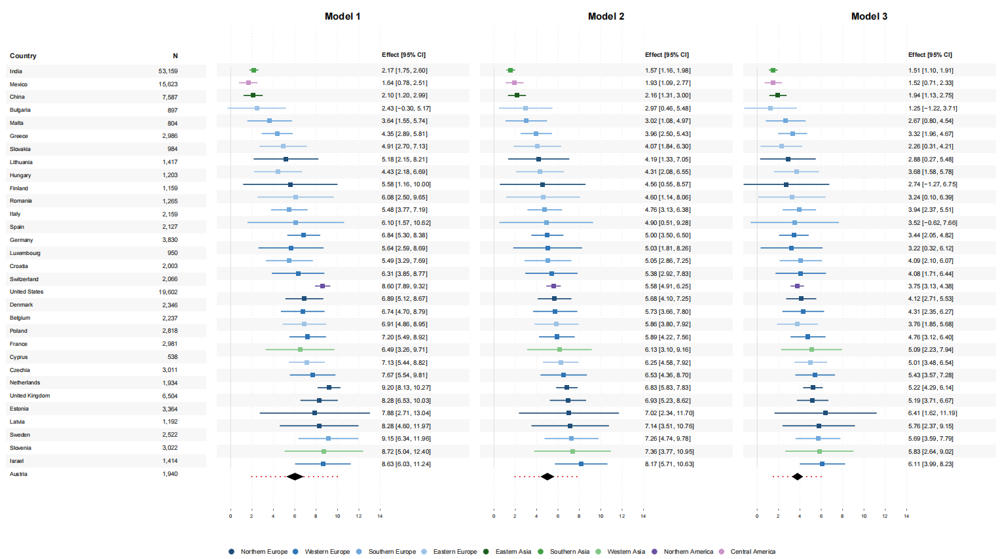 Model 1 Model 2 Model 3
Country N Effect [95% CI] Effect [95% CI] Effect [95% CI]
India 53,159 2.17 [1.75, 2.60] 1.57 [1.16, 1.98] 1.51 [1.10, 1.91]
Mexico 15,623 1.64 [0.78, 2.51] 1.93 [1.09, 2.77] 1.52 [0.71, 2.33]
China 7,587 2.10 [1.20, 2.99] 2.16 [1.31, 3.00] 1.94 [1.13, 2.75]
Bulgaria 897 2.43 [−0.30, 5.17] 2.97 [0.46, 5.48] 1.25 [−1.22, 3.71]
Malta 804 3.64 [1.55, 5.74] 3.02 [1.08, 4.97] 2.67 [0.80, 4.54]
Greece 2,986 4.35 [2.89, 5.81] 3.96 [2.50, 5.43] 3.32 [1.96, 4.67]
Slovakia 984 4.91 [2.70, 7.13] 4.07 [1.84, 6.30] 2.26 [0.31, 4.21]
Lithuania 1,417 5.18 [2.15, 8.21] 4.19 [1.33, 7.05] 2.88 [0.27, 5.48]
Hungary 1,203 4.43 [2.18, 6.69] 4.31 [2.08, 6.55] 3.68 [1.58, 5.78]
Finland 1,159 5.58 [1.16, 10.00] 4.56 [0.55, 8.57] 2.74 [−1.27, 6.75]
Romania 1,265 6.08 [2.50, 9.65] 4.60 [1.14, 8.06] 3.24 [0.10, 6.39]
Italy 2,159 5.48 [3.77, 7.19] 4.76 [3.13, 6.38] 3.94 [2.37, 5.51]
Spain 2,127 6.10 [1.57, 10.62] 4.90 [0.51, 9.28] 3.52 [−0.62, 7.66]
Germany 3,830 6.84 [5.30, 8.38] 5.00 [3.50, 6.50] 3.44 [2.05, 4.82]
Luxembourg 950 5.64 [2.59, 8.69] 5.03 [1.81, 8.26] 3.22 [0.32, 6.12]
Croatia 2,003 5.49 [3.29, 7.69] 5.05 [2.86, 7.25] 4.09 [2.10, 6.07]
Switzerland 2,066 6.31 [3.85, 8.77] 5.38 [2.92, 7.83] 4.08 [1.71, 6.44]
United States 19,602 8.60 [7.89, 9.32] 5.58 [4.91, 6.25] 3.75 [3.13, 4.38]
Denmark 2,346 6.89 [5.12, 8.67] 5.68 [4.10, 7.25] 4.12 [2.71, 5.53]
Belgium 2,237 6.74 [4.70, 8.79] 5.73 [3.66, 7.80] 4.31 [2.35, 6.27]
Poland 2,818 6.91 [4.86, 8.95] 5.86 [3.80, 7.92] 3.76 [1.85, 5.68]
France 2,981 7.20 [5.49, 8.92] 5.89 [4.22, 7.56] 4.76 [3.12, 6.40]
Cyprus 538 6.49 [3.26, 9.71] 6.13 [3.10, 9.16] 5.09 [2.23, 7.94]
Czechia 3,011 7.13 [5.44, 8.82] 6.25 [4.58, 7.92] 5.01 [3.48, 6.54]
Netherlands 1,934 7.67 [5.54, 9.81] 6.53 [4.36, 8.70] 5.43 [3.57, 7.28]
United Kingdom 6,504 9.20 [8.13, 10.27] 6.83 [5.83, 7.83] 5.22 [4.29, 6.14]
Estonia 3,364 8.28 [6.53, 10.03] 6.93 [5.23, 8.62] 5.19 [3.71, 6.67]
Latvia 1,192 7.88 [2.71, 13.04] 7.02 [2.34, 11.70] 6.41 [1.62, 11.19]
Sweden 2,522 8.28 [4.60, 11.97] 7.14 [3.51, 10.76] 5.76 [2.37, 9.15]
Slovenia 3,022 9.15 [6.34, 11.96] 7.26 [4.74, 9.78] 5.69 [3.59, 7.79]
Israel 1,414 8.72 [5.04, 12.40] 7.36 [3.77, 10.95] 5.83 [2.64, 9.02]
Austria 1,940 8.63 [6.03, 11.24] 8.17 [5.71, 10.63] 6.11 [3.99, 8.23]
0 2 4 6 8 10 12 14 0 2 4 6 8 10 12 14 0 2 4 6 8 10 12 14
Northern Europe Western Europe Southern Europe Eastern Europe Eastern Asia Southern Asia Western Asia Northern America Central America